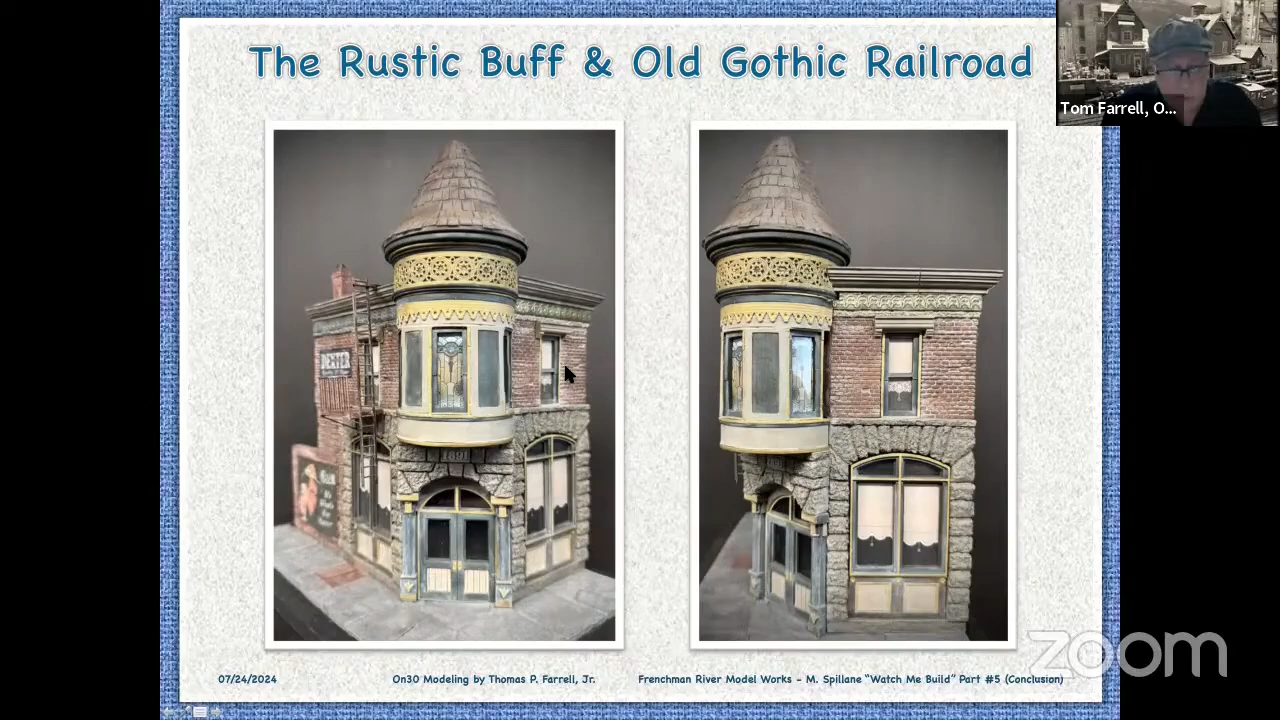 The Rustic Buff & Old Gothic Railroad
Tom Farrell, O...
DEXTER
1891
07/24/2024
On30 Modeling by Thomas P. Farrell, Jr.
Frenchman River Model Works – M. Spillane “Watch Me Build” Part #5 (Conclusion)
zoom